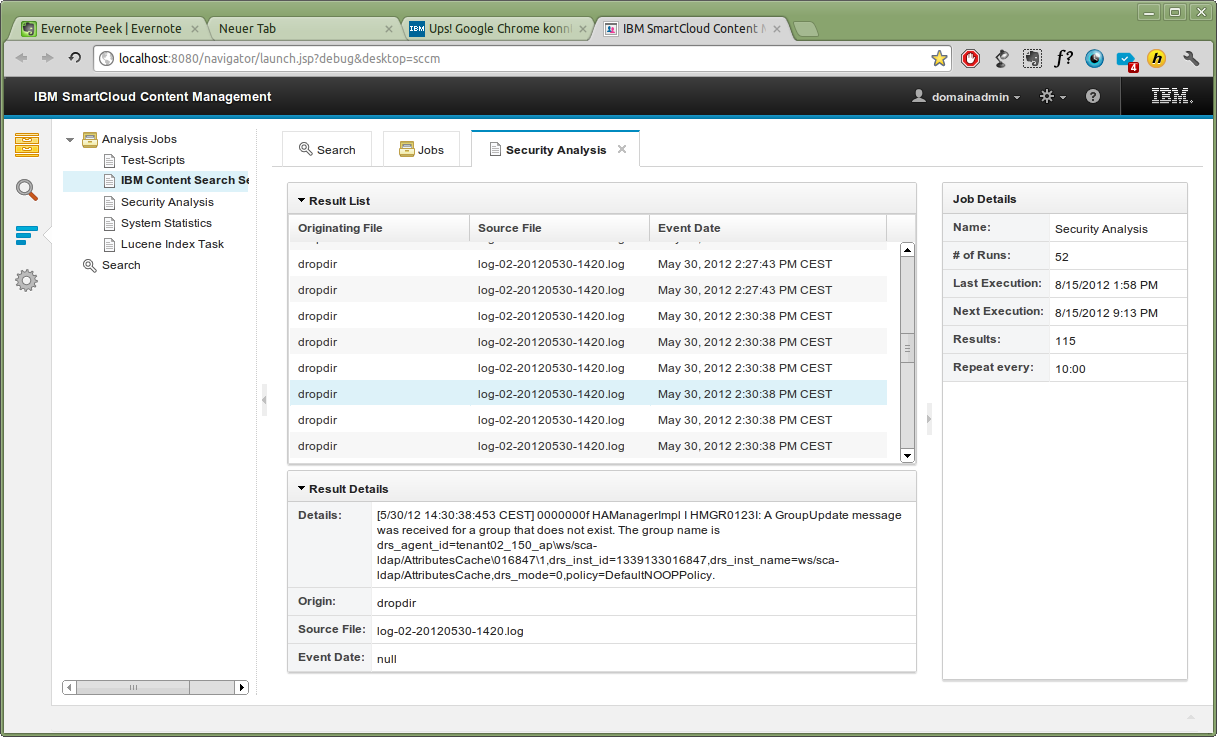 Evernote Peek | Evernote
Neuer Tab
IBM Ups! Google Chrome konn
IBM SmartCloud Content M
localhost:8080/navigator/launch.jsp?debug&desktop=sccm
f?
4
h
IBM SmartCloud Content Management
domainadmin
?
IBM.
Analysis Jobs
Test-Scripts
IBM Content Search Se
Security Analysis
System Statistics
Lucene Index Task
Search
Search
Jobs
Security Analysis
Result List
Originating File Source File Event Date
dropdir log-02-20120530-1420.log May 30, 2012 2:27:43 PM CEST
dropdir log-02-20120530-1420.log May 30, 2012 2:27:43 PM CEST
dropdir log-02-20120530-1420.log May 30, 2012 2:30:38 PM CEST
dropdir log-02-20120530-1420.log May 30, 2012 2:30:38 PM CEST
dropdir log-02-20120530-1420.log May 30, 2012 2:30:38 PM CEST
dropdir log-02-20120530-1420.log May 30, 2012 2:30:38 PM CEST
dropdir log-02-20120530-1420.log May 30, 2012 2:30:38 PM CEST
dropdir log-02-20120530-1420.log May 30, 2012 2:30:38 PM CEST
Result Details
Details: [5/30/12 14:30:38:453 CEST] 0000000f HAManagerImpl I HMGR0123I: A GroupUpdate message
was received for a group that does not exist. The group name is
drs_agent_id=tenant02_150_ap\ws/sca-
ldap/AttributesCache\016847\1,drs_inst_id=1339133016847,drs_inst_name=ws/sca-
ldap/AttributesCache,drs_mode=0,policy=DefaultNOOPPolicy.
Origin: dropdir
Source File: log-02-20120530-1420.log
Event Date: null
Job Details
Name: Security Analysis
# of Runs: 52
Last Execution: 8/15/2012 1:58 PM
Next Execution: 8/15/2012 9:13 PM
Results: 115
Repeat every: 10:00